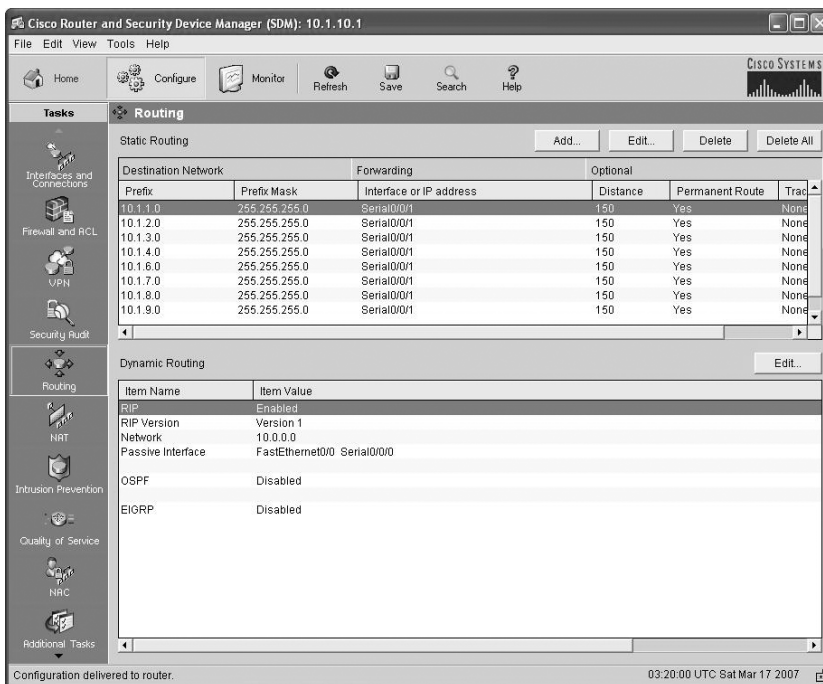 Cisco Router and Security Device Manager (SDM): 10.1.10.1
File Edit View Tools Help
Home Configure Monitor Refresh Save Search Help
CISCO SYSTEMS
Tasks
Routing
Static Routing Add... Edit... Delete Delete All
Destination Network Forwarding Optional
Prefix Prefix Mask Interface or IP address Distance Permanent Route Trac
10.1.1.0 255.255.255.0 Serial0/0/1 150 Yes None
10.1.2.0 255.255.255.0 Serial0/0/1 150 Yes None
10.1.3.0 255.255.255.0 Serial0/0/1 150 Yes None
10.1.4.0 255.255.255.0 Serial0/0/1 150 Yes None
10.1.6.0 255.255.255.0 Serial0/0/1 150 Yes None
10.1.7.0 255.255.255.0 Serial0/0/1 150 Yes None
10.1.8.0 255.255.255.0 Serial0/0/1 150 Yes None
10.1.9.0 255.255.255.0 Serial0/0/1 150 Yes None
Dynamic Routing Edit...
Item Name Item Value
RIP Enabled
RIP Version Version 1
Network 10.0.0.0
Passive Interface FastEthernet0/0 Serial0/0/0
OSPF Disabled
EIGRP Disabled
Interfaces and
Connections
Firewall and ACL
VPN
Security Audit
Routing
NAT
Intrusion Prevention
Quality of Service
NAC
Additional Tasks
Configuration delivered to router. 03:20:00 UTC Sat Mar 17 2007